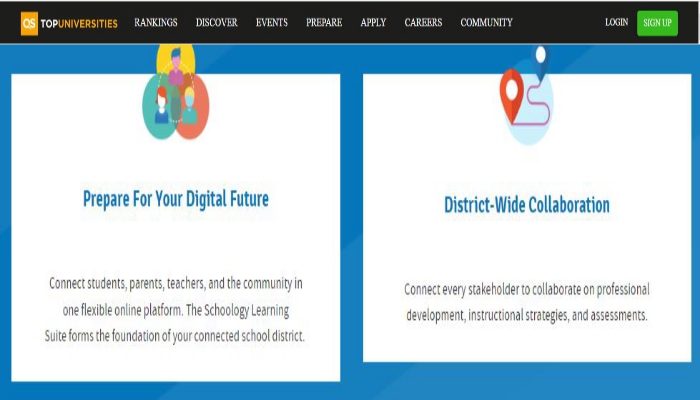 QS TOPUNIVERSITIES RANKINGS DISCOVER EVENTS PREPARE APPLY CAREERS COMMUNITY LOGIN SIGN UP
Prepare For Your Digital Future
Connect students, parents, teachers, and the community in
one flexible online platform. The Schoology Learning
Suite forms the foundation of your connected school district.
District-Wide Collaboration
Connect every stakeholder to collaborate on professional
development, instructional strategies, and assessments.